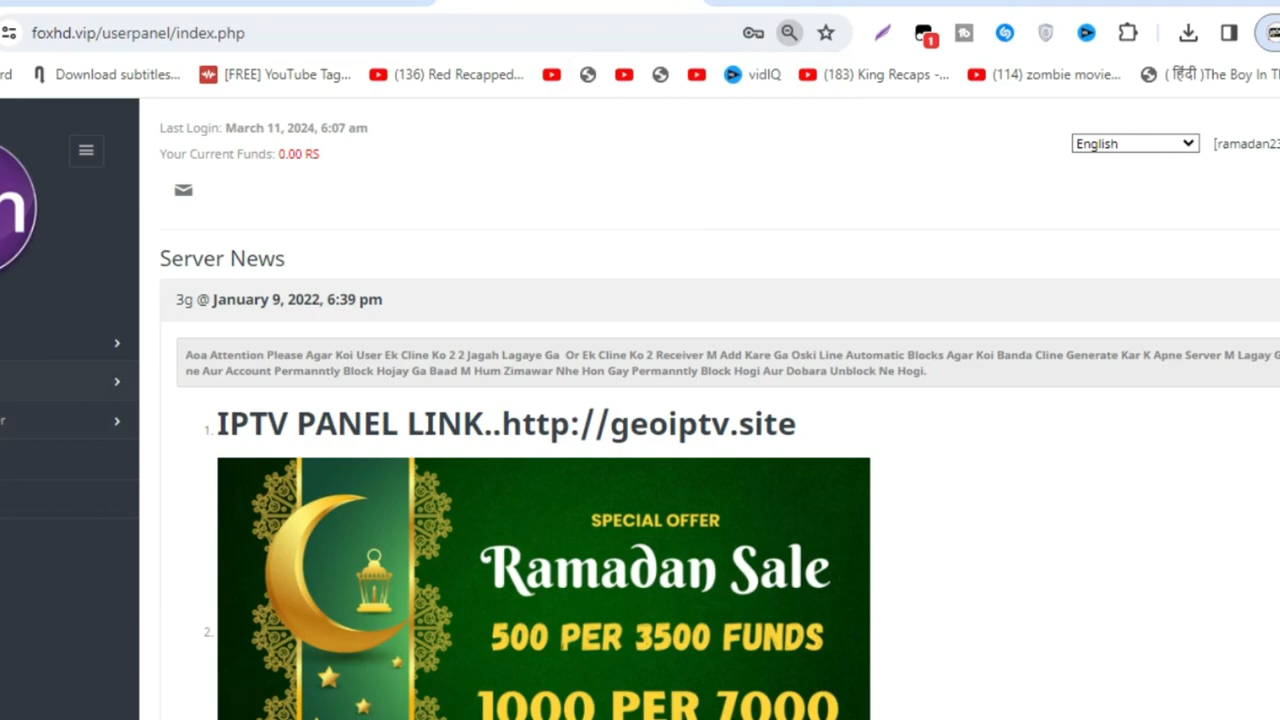 foxhd.vip/userpanel/index.php
1
rd Download subtitles... [FREE] YouTube Tag... (136) Red Recapped... vidIQ (183) King Recaps -... (114) zombie movie... ( हिंदी )The Boy In T
Last Login: March 11, 2024, 6:07 am
Your Current Funds: 0.00 RS
English [ramadan23
Server News
3g @ January 9, 2022, 6:39 pm
Aoa Attention Please Agar Koi User Ek Cline Ko 2 2 Jagah Lagaye Ga Or Ek Cline Ko 2 Receiver M Add Kare Ga Oski Line Automatic Blocks Agar Koi Banda Cline Generate Kar K Apne Server M Lagay G
ne Aur Account Permanntly Block Hojay Ga Baad M Hum Zimawar Nhe Hon Gay Permanntly Block Hogi Aur Dobara Unblock Ne Hogi.
1. IPTV PANEL LINK..http://geoiptv.site
2.
SPECIAL OFFER
Ramadan Sale
500 PER 3500 FUNDS
1000 PER 7000